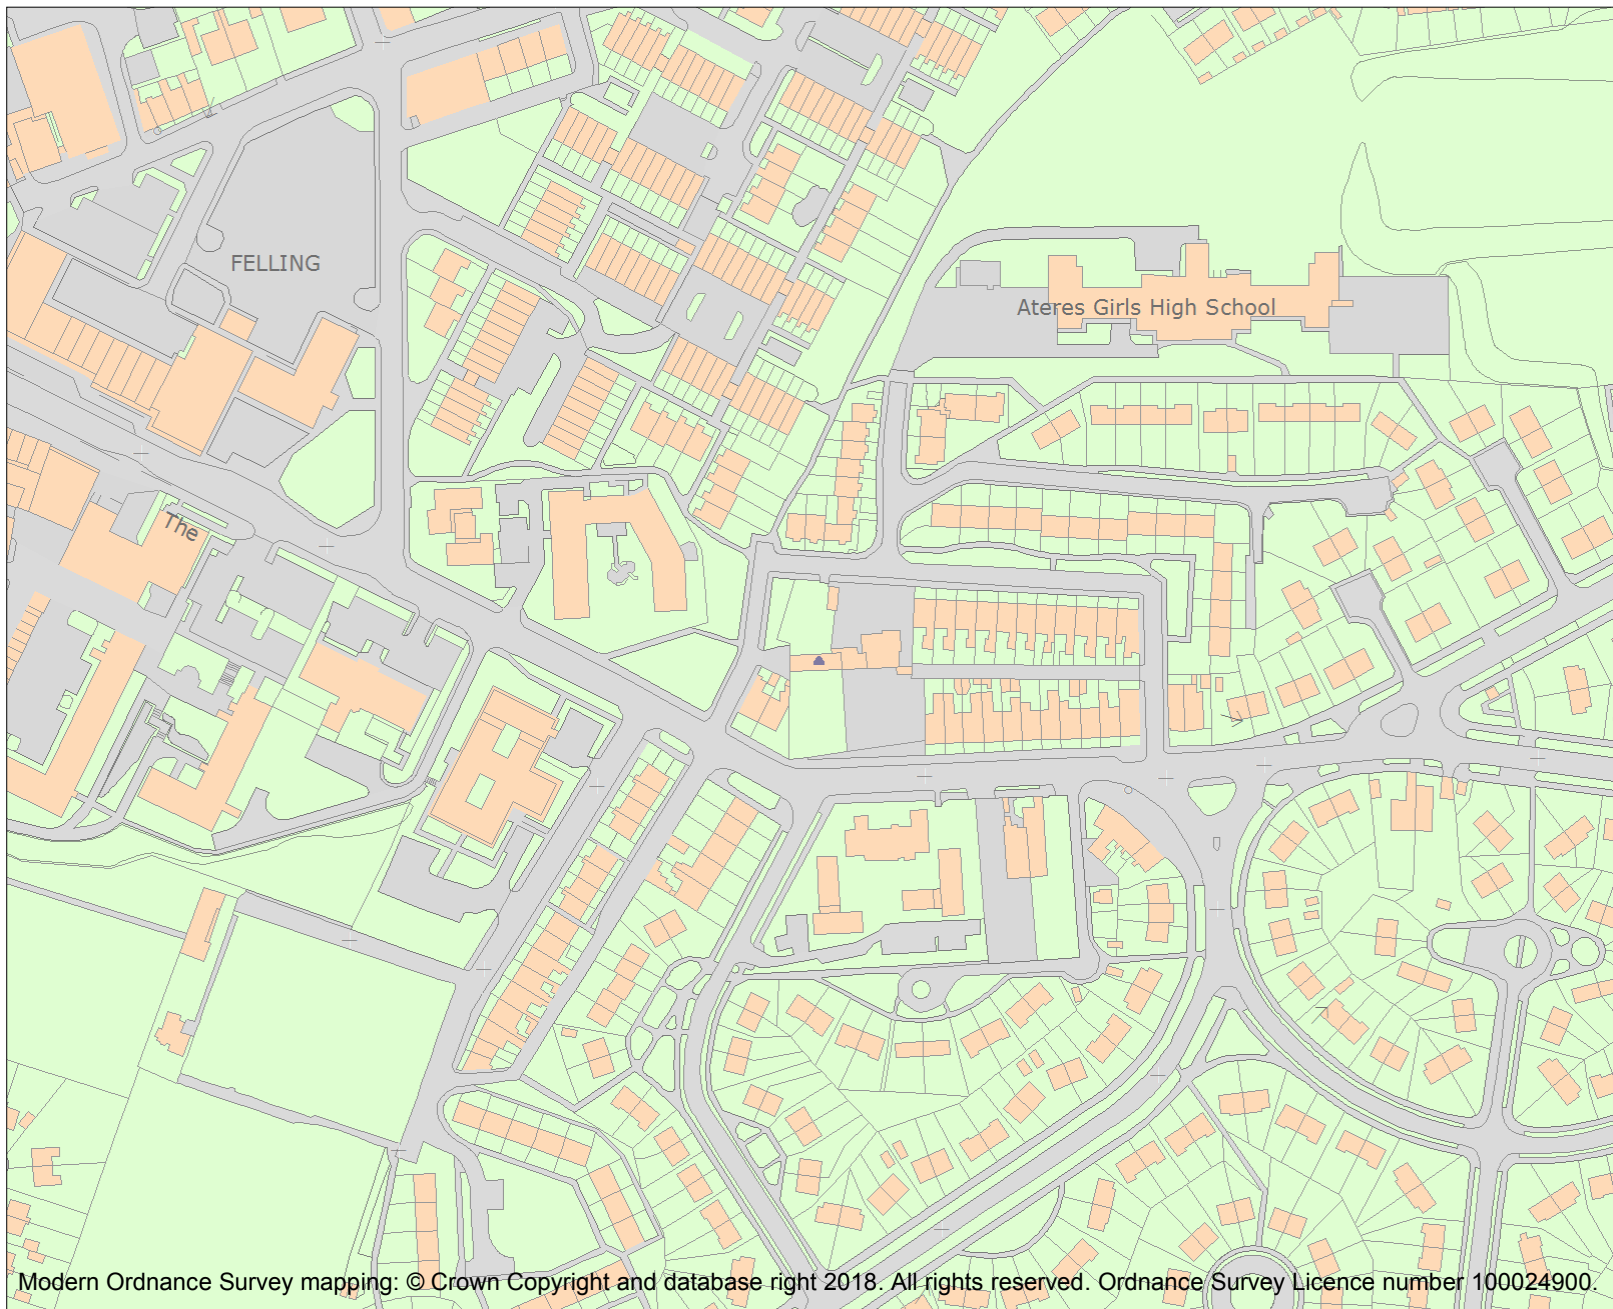 FELLING
Ateres Girls High School
The
Modern Ordnance Survey mapping: © Crown Copyright and database right 2018. All rights reserved. Ordnance Survey Licence number 100024900.